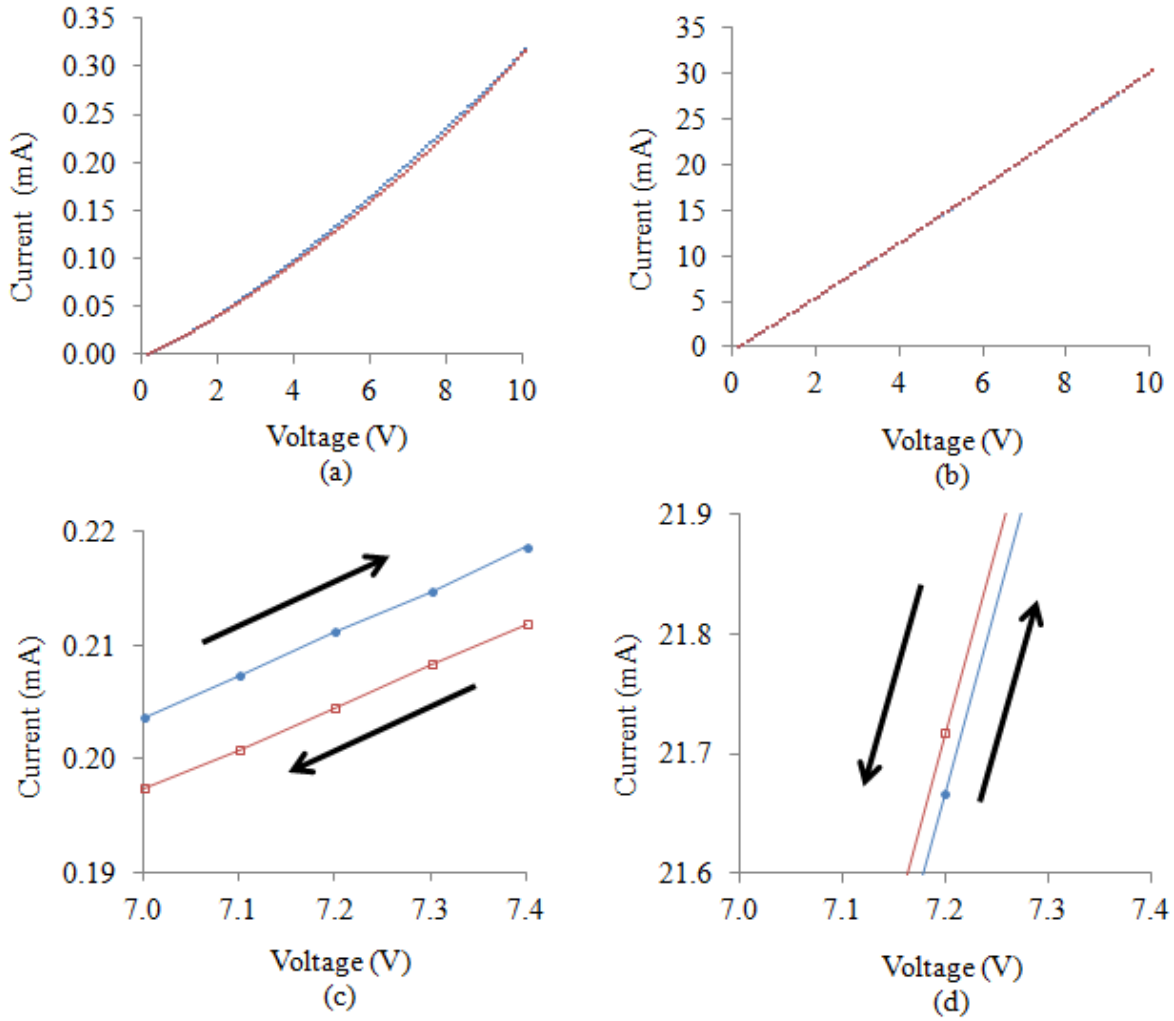 0.35
0.30
0.25
0.20
0.15
0.10
0.05
0.00
Current (mA)
0 2 4 6 8 10
Voltage (V)
(a)
35
30
25
20
15
10
5
0
Current (mA)
0 2 4 6 8 10
Voltage (V)
(b)
0.22
0.21
0.20
0.19
Current (mA)
7.0 7.1 7.2 7.3 7.4
Voltage (V)
(c)
21.9
21.8
21.7
21.6
Current (mA)
7.0 7.1 7.2 7.3 7.4
Voltage (V)
(d)